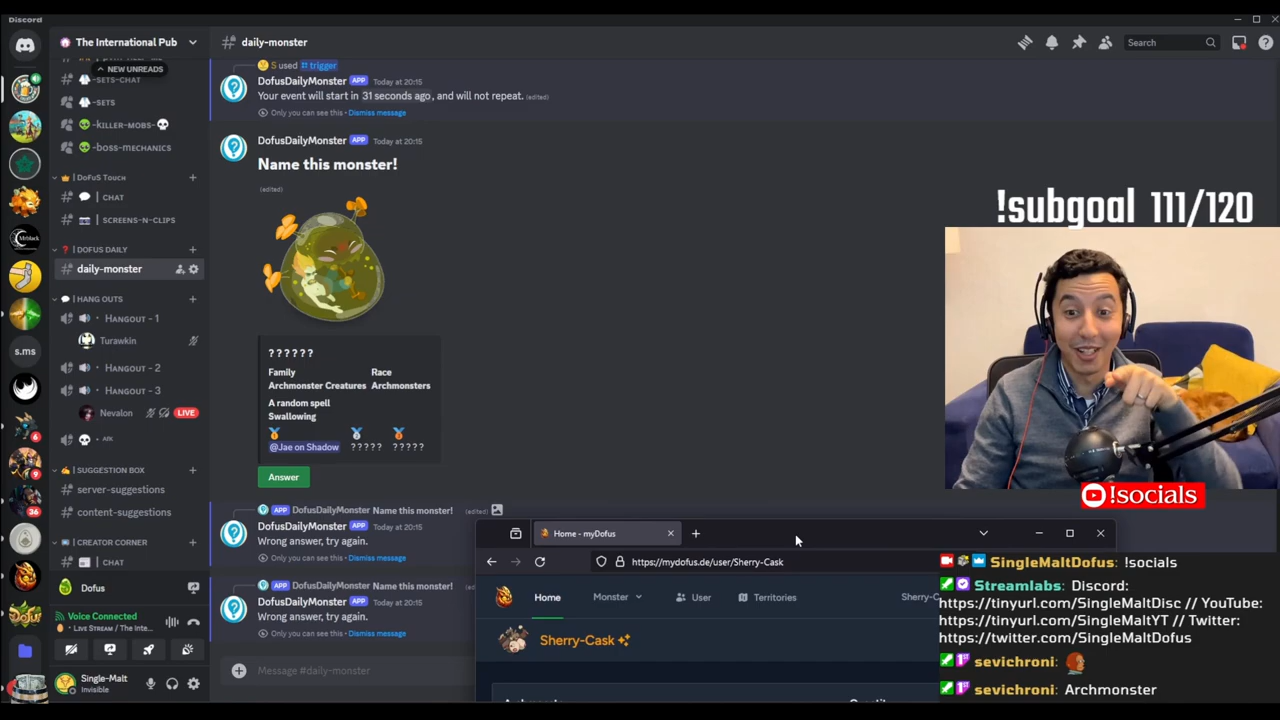 Discord
The International Pub
daily-monster
Search
NEW UNREADS
-SETS-CHAT
-SETS
-KILLER-MOBS-
-BOSS-MECHANICS
DOFUS TOUCH
CHAT
SCREENS-N-CLIPS
DOFUS DAILY
daily-monster
HANG OUTS
HANGOUT - 1
Turawkin
HANGOUT - 2
HANGOUT - 3
Nevalon
LIVE
AFK
SUGGESTION BOX
server-suggestions
content-suggestions
CREATOR CORNER
CHAT
Dofus
Voice Connected
Live Stream / The Inte...
Single-Malt
Invisible
6
9
36
s.ms
S used trigger
DofusDailyMonster APP Today at 20:15
Your event will start in 31 seconds ago, and will not repeat. (edited)
Only you can see this • Dismiss message
DofusDailyMonster APP Today at 20:15
Name this monster!
(edited)
??????
Family Race
Archmonster Creatures Archmonsters
A random spell
Swallowing
@Jae on Shadow ????? ?????
Answer
APP DofusDailyMonster Name this monster! (edited)
DofusDailyMonster APP Today at 20:15
Wrong answer, try again.
Only you can see this • Dismiss message
APP DofusDailyMonster Name this monster!
DofusDailyMonster APP Today at 20:15
Wrong answer, try again.
Only you can see this • Dismiss message
Message #daily-monster
Home - myDofus
https://mydofus.de/user/Sherry-Cask
Home Monster User Territories Sherry-C
Sherry-Cask
!subgoal 111/120
!socials
SingleMaltDofus: !socials
Streamlabs: Discord:
https://tinyurl.com/SingleMaltDisc // YouTube:
https://tinyurl.com/SingleMaltYT // Twitter:
https://twitter.com/SingleMaltDofus
sevichroni:
sevichroni: Archmonster